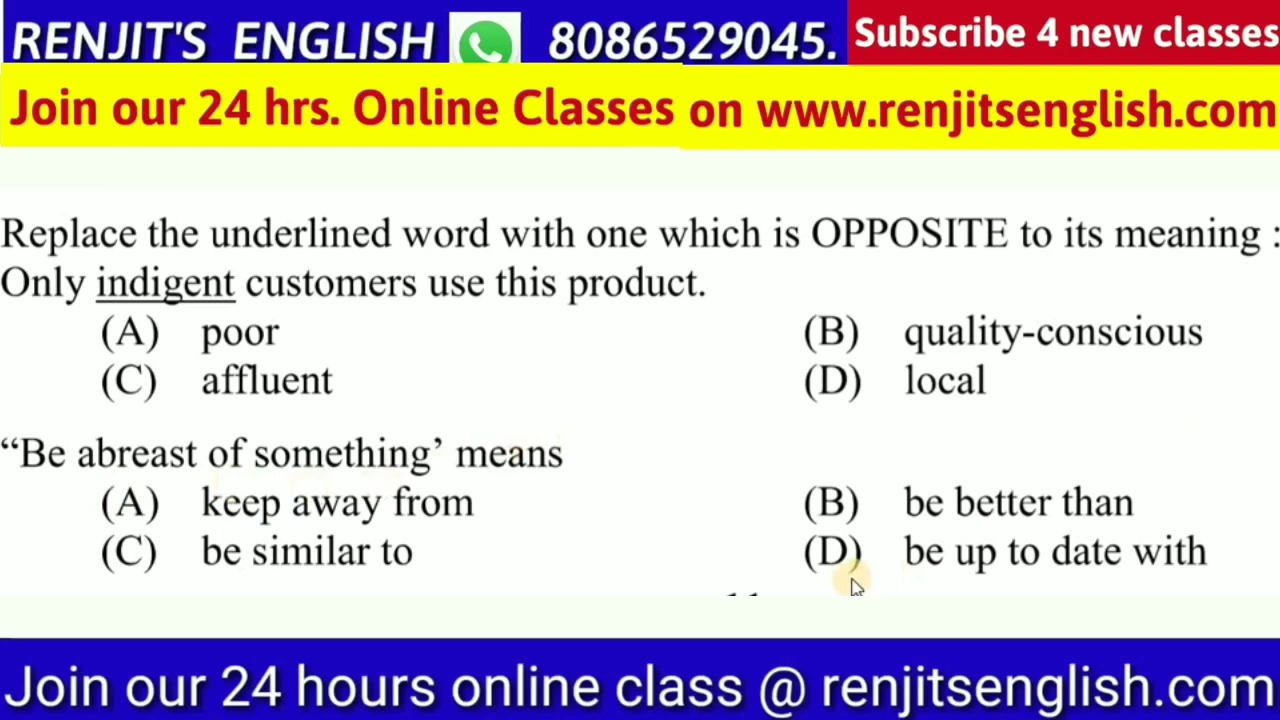 RENJIT'S ENGLISH 8086529045. Subscribe 4 new classes
Join our 24 hrs. Online Classes on www.renjitsenglish.com
Replace the underlined word with one which is OPPOSITE to its meaning :
Only indigent customers use this product.
(A) poor (B) quality-conscious
(C) affluent (D) local
“Be abreast of something’ means
(A) keep away from (B) be better than
(C) be similar to (D) be up to date with
Join our 24 hours online class @ renjitsenglish.com